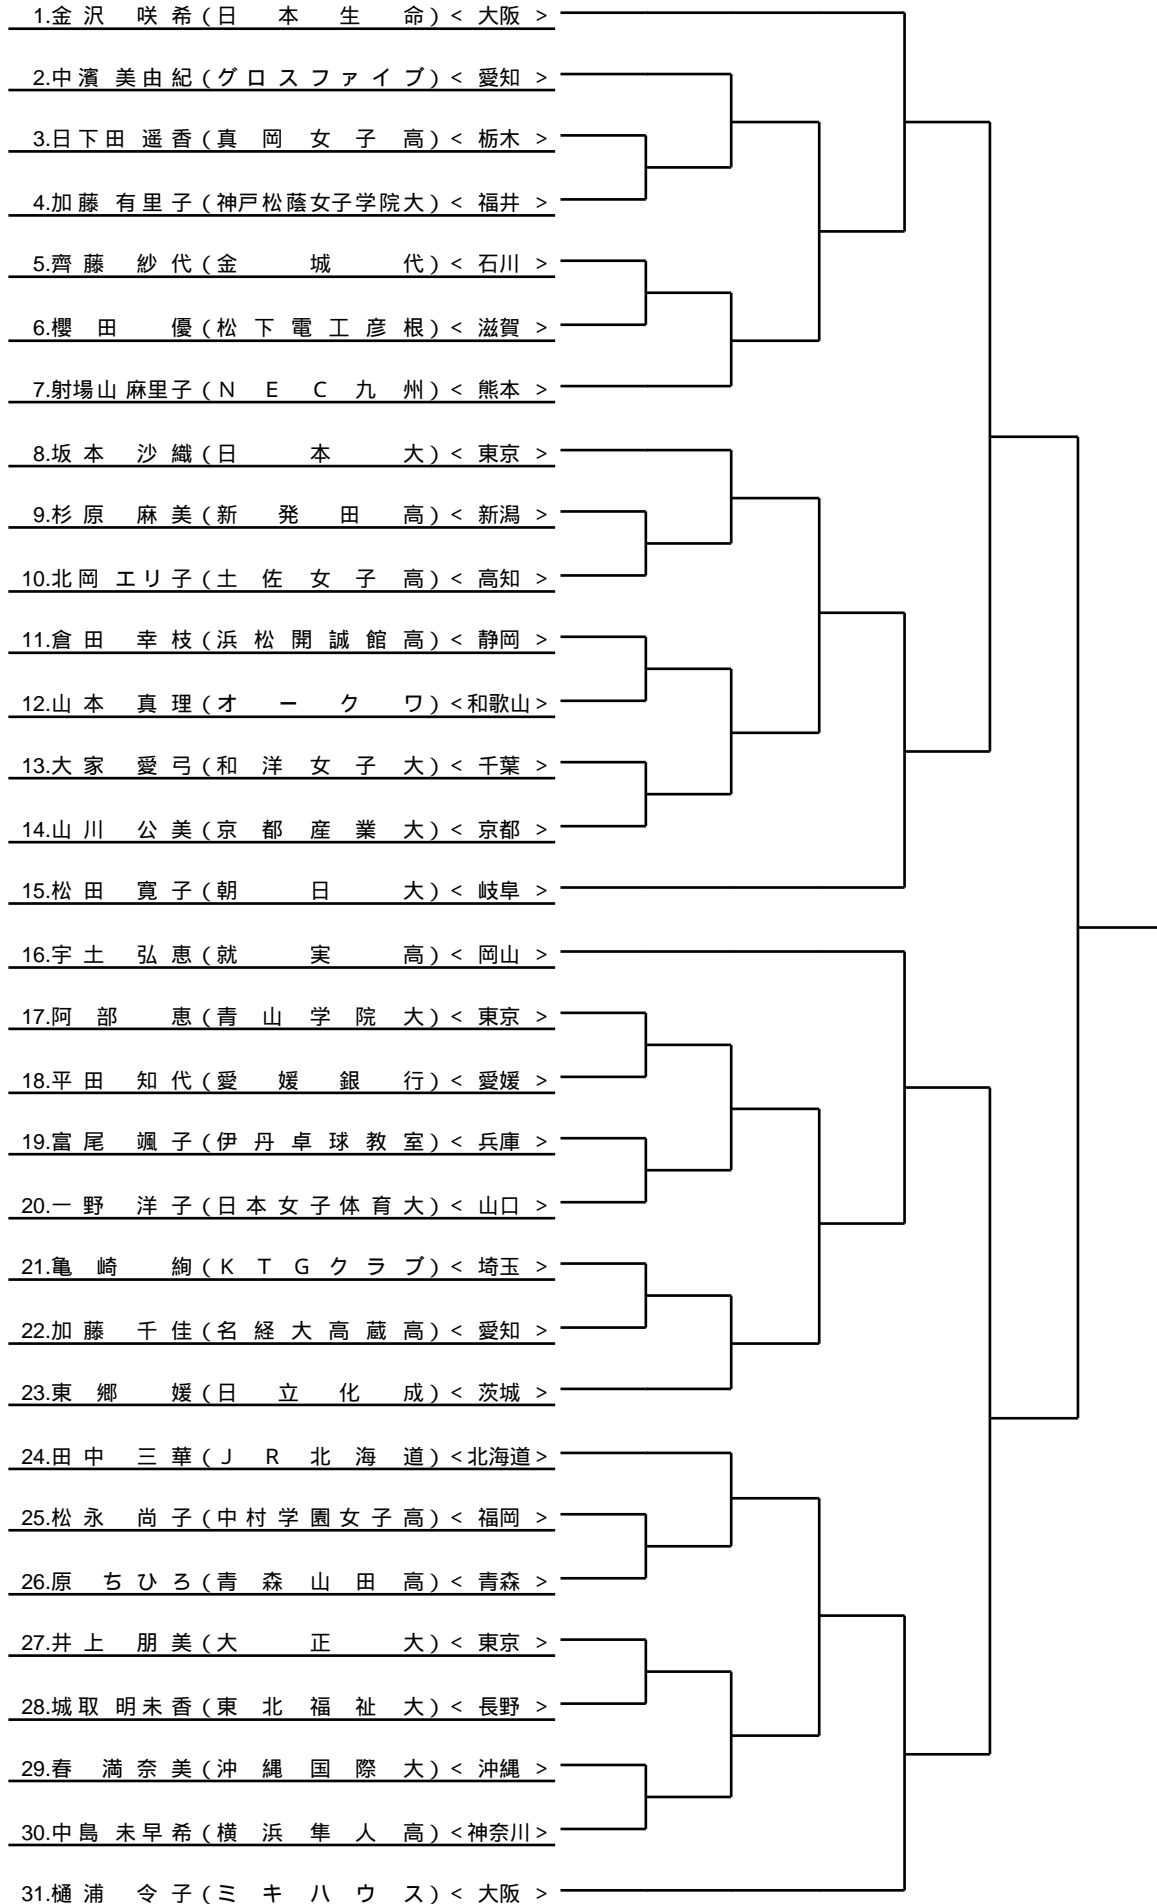 1.金沢 咲希(日本生命)< 大阪 >
2.中濱 美由紀(グロスファイブ)< 愛知 >
3.日下田 遥香(真岡女子高)< 栃木 >
4.加藤 有里子(神戸松蔭女子学院大)< 福井 >
5.齊藤 紗代(金城代)< 石川 >
6.櫻田 優(松下電工彦根)< 滋賀 >
7.射場山 麻里子(NEC九州)< 熊本 >
8.坂本 沙織(日本大)< 東京 >
9.杉原 麻美(新発田高)< 新潟 >
10.北岡 エリ子(土佐女子高)< 高知 >
11.倉田 幸枝(浜松開誠館高)< 静岡 >
12.山本 真理(オークワ)<和歌山>
13.大家 愛弓(和洋女子大)< 千葉 >
14.山川 公美(京都産業大)< 京都 >
15.松田 寛子(朝日大)< 岐阜 >
16.宇土 弘恵(就実高)< 岡山 >
17.阿部 恵(青山学院大)< 東京 >
18.平田 知代(愛媛銀行)< 愛媛 >
19.富尾 颯子(伊丹卓球教室)< 兵庫 >
20.一野 洋子(日本女子体育大)< 山口 >
21.亀崎 絢(KTGクラブ)< 埼玉 >
22.加藤 千佳(名経大高蔵高)< 愛知 >
23.東郷 媛(日立化成)< 茨城 >
24.田中 三華(JR北海道)<北海道>
25.松永 尚子(中村学園女子高)< 福岡 >
26.原 ちひろ(青森山田高)< 青森 >
27.井上 朋美(大正大)< 東京 >
28.城取 明未香(東北福祉大)< 長野 >
29.春 満奈美(沖縄国際大)< 沖縄 >
30.中島 未早希(横浜隼人高)<神奈川>
31.樋浦 令子(ミキハウス)< 大阪 >